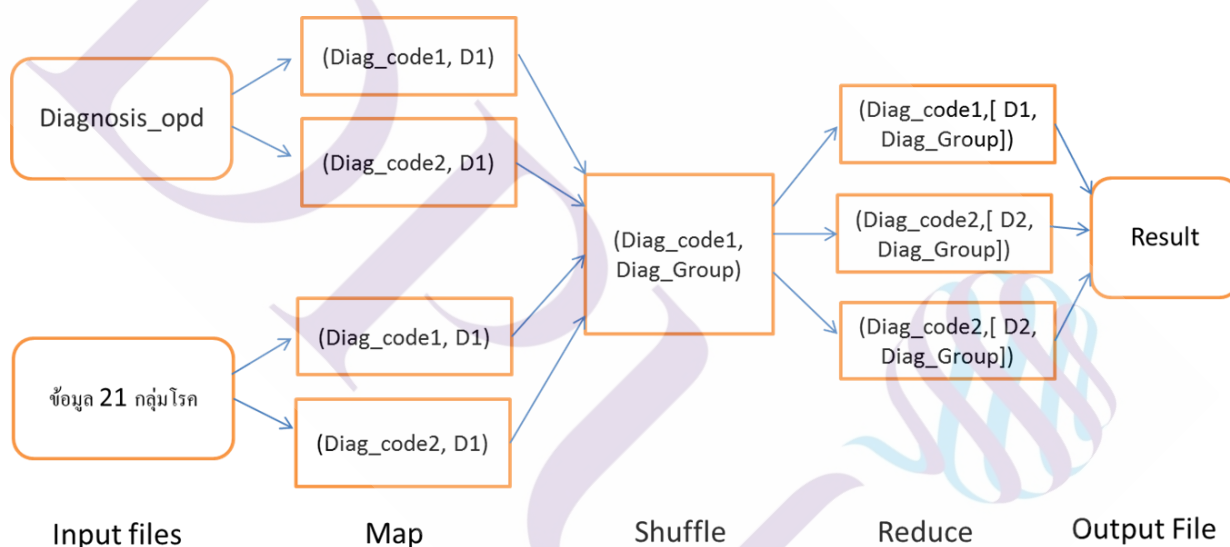 Diagnosis_opd
ข้อมูล 21 กลุ่มโรค
Input files
(Diag_code1, D1)
(Diag_code2, D1)
(Diag_code1, D1)
(Diag_code2, D1)
Map
(Diag_code1,
Diag_Group)
Shuffle
(Diag_code1,[ D1,
Diag_Group])
(Diag_code2,[ D2,
Diag_Group])
(Diag_code2,[ D2,
Diag_Group])
Reduce
Result
Output File